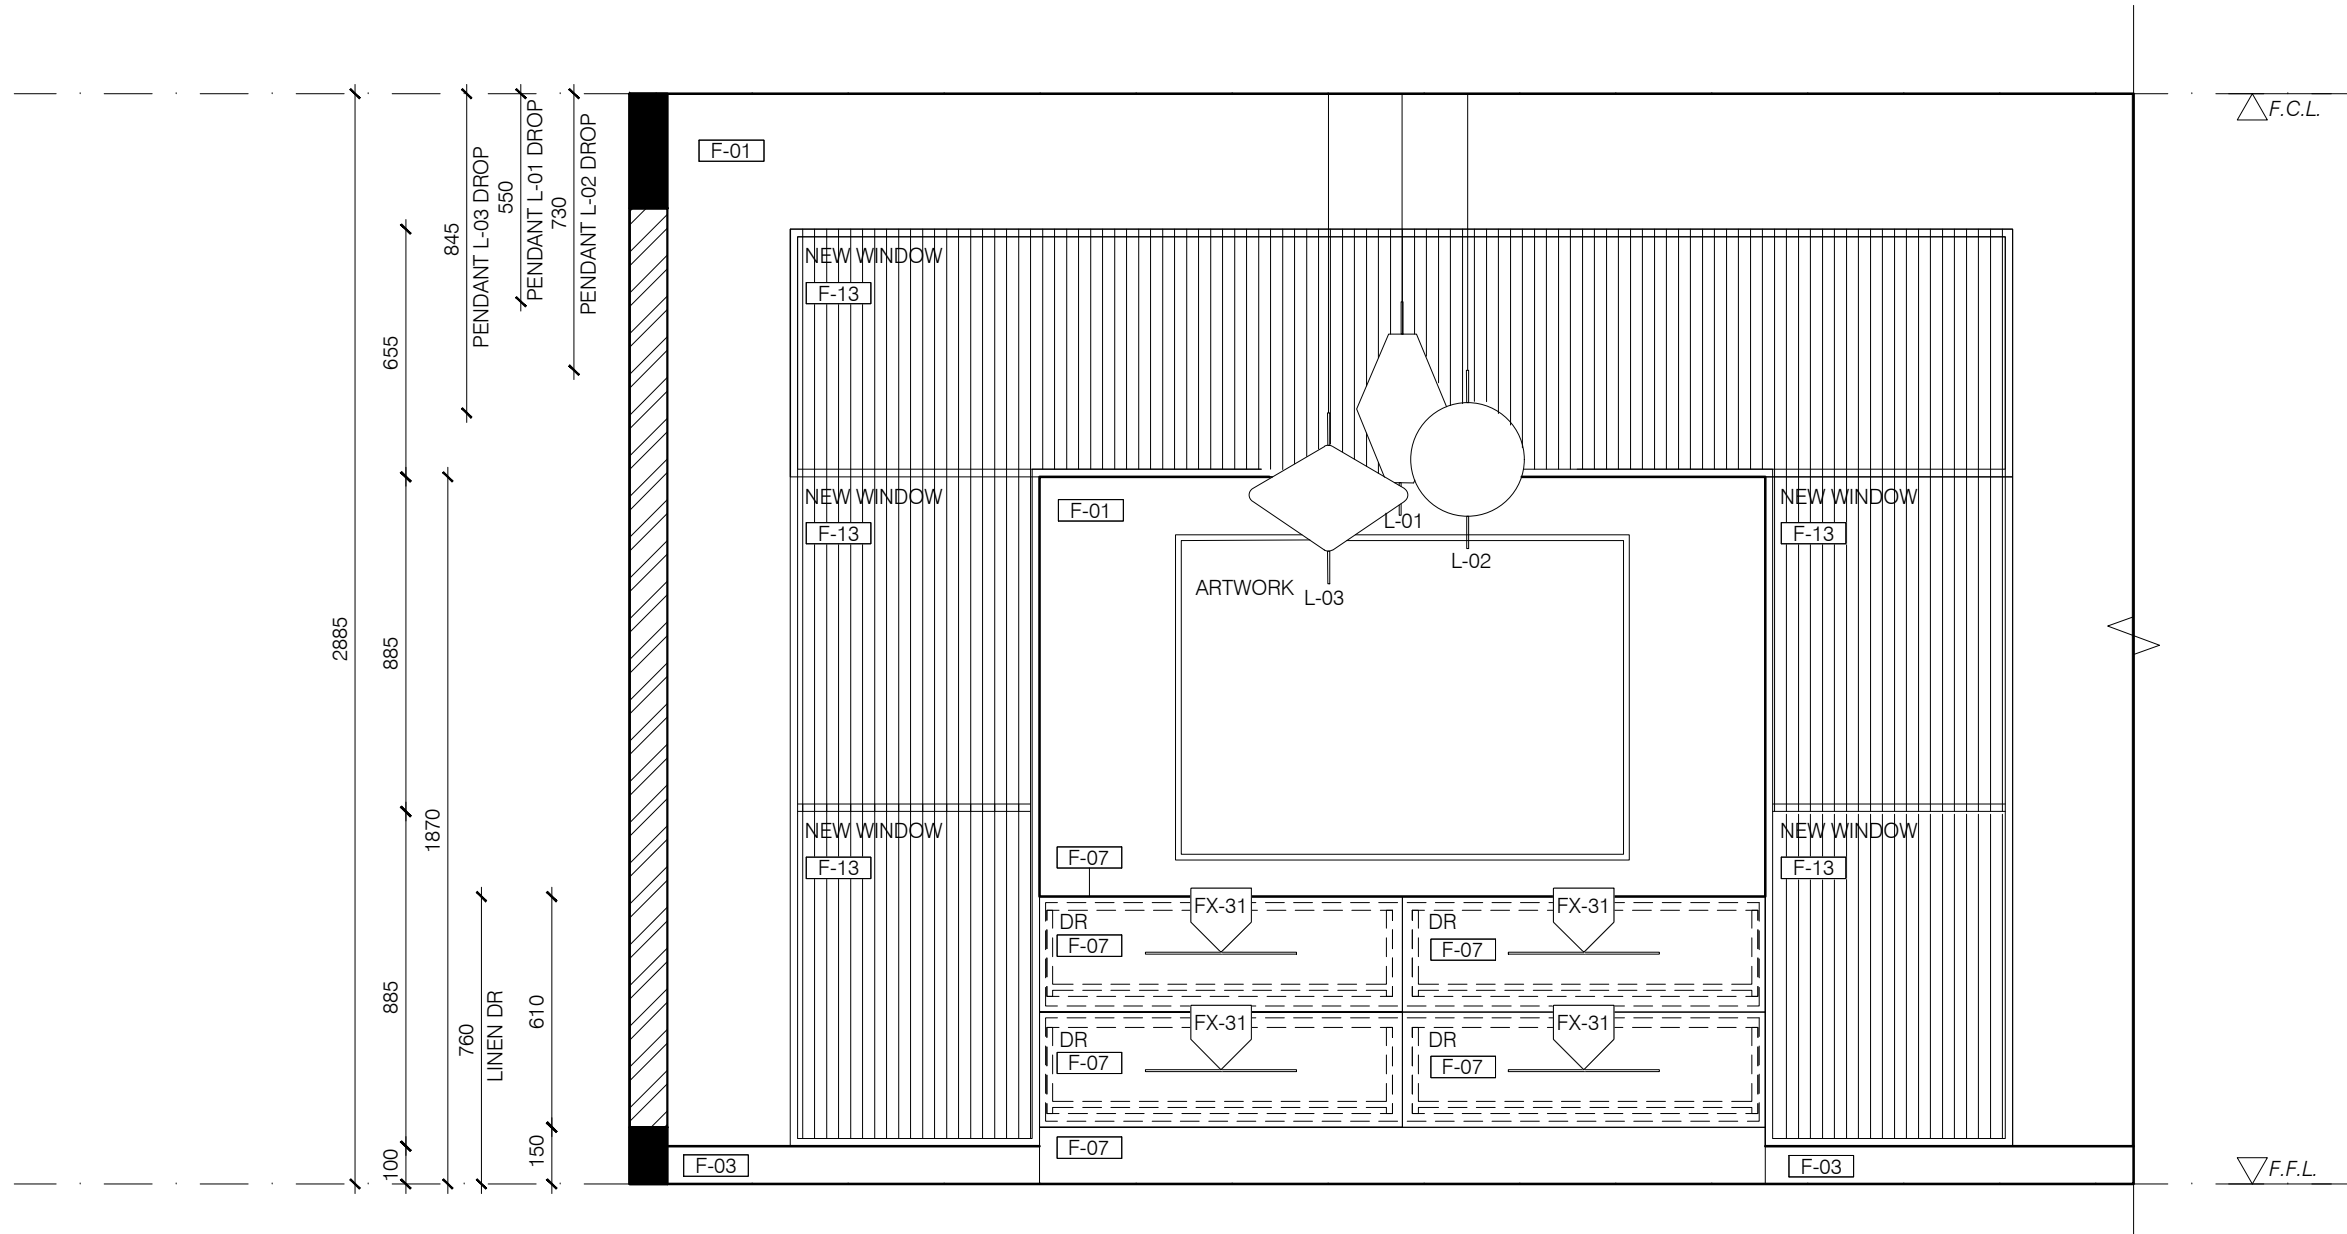 F.C.L.
F-01
PENDANT L-03 DROP
845
PENDANT L-01 DROP
550
PENDANT L-02 DROP
730
655
2885
885
1870
885
760
LINEN DR
610
150
100
NEW WINDOW
F-13
NEW WINDOW
F-13
F-01
L-01
NEW WINDOW
F-13
L-02
ARTWORK
L-03
NEW WINDOW
F-13
F-07
NEW WINDOW
F-13
FX-31
FX-31
DR
DR
F-07
F-07
FX-31
FX-31
DR
DR
F-07
F-07
F-07
F-03
F-03
F.F.L.